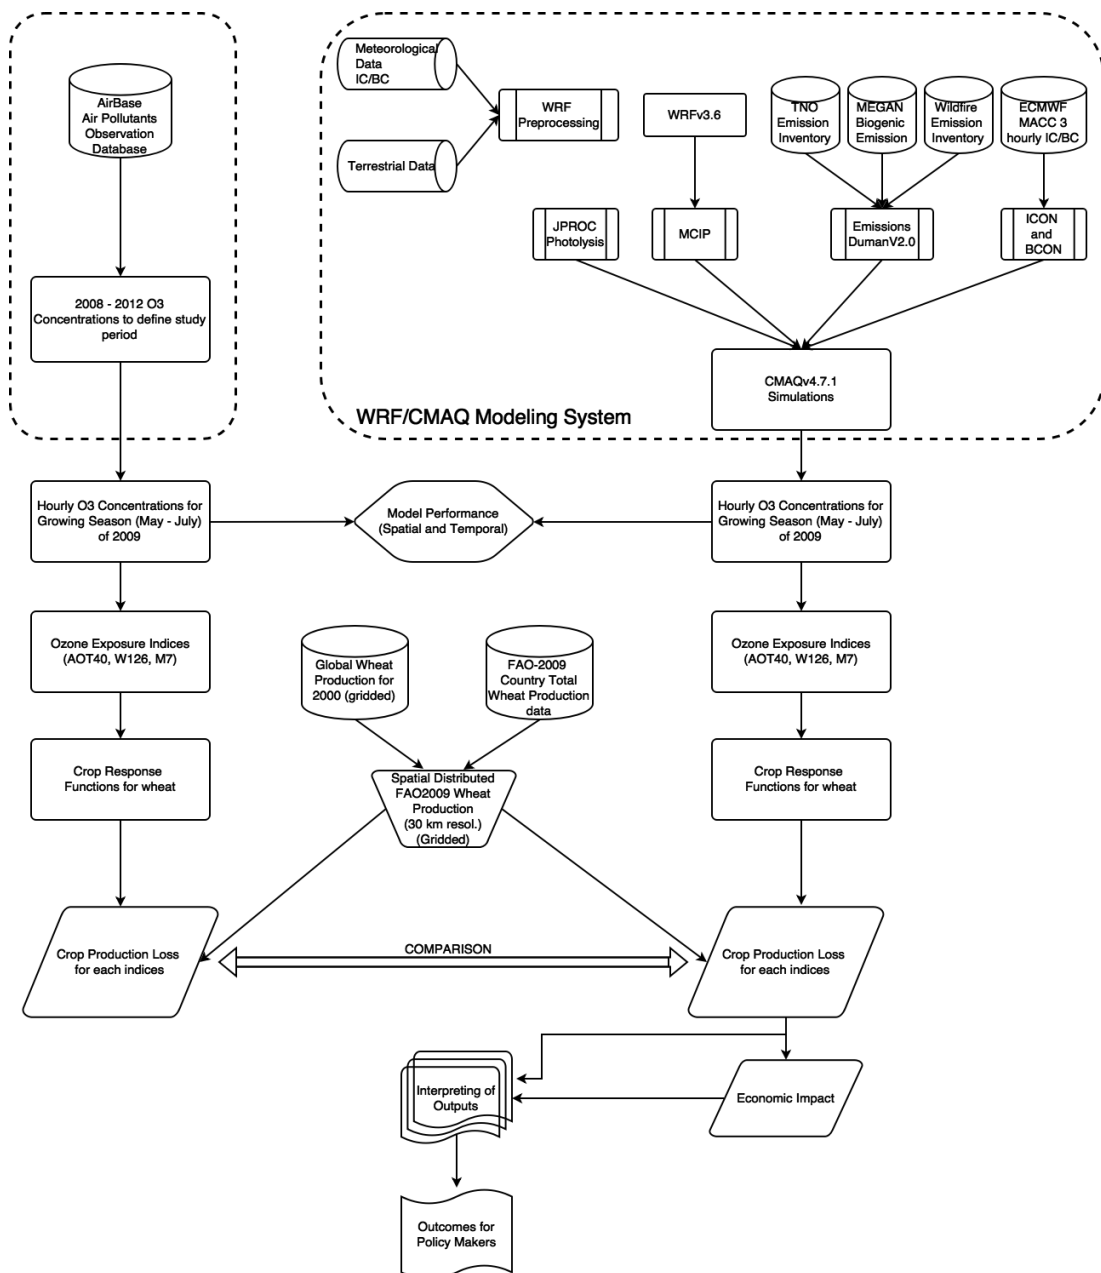 AirBase
Air Pollutants
Observation
Database
2008 - 2012 O3
Concentrations to define study
period
Meteorological
Data
IC/BC
Terrestrial Data
WRF
Preprocessing
WRFv3.6
TNO
Emission
Inventory
MEGAN
Biogenic
Emission
Wildfire
Emission
Inventory
ECMWF
MACC 3
hourly IC/BC
JPROC
Photolysis
MCIP
Emissions
DumanV2.0
ICON
and
BCON
CMAQv4.7.1
Simulations
WRF/CMAQ Modeling System
Hourly O3 Concentrations for
Growing Season (May - July)
of 2009
Model Performance
(Spatial and Temporal)
Hourly O3 Concentrations for
Growing Season (May - July)
of 2009
Ozone Exposure Indices
(AOT40, W126, M7)
Global Wheat
Production for
2000 (gridded)
FAO-2009
Country Total
Wheat Production
data
Ozone Exposure Indices
(AOT40, W126, M7)
Crop Response
Functions for wheat
Spatial Distributed
FAO2009 Wheat
Production
(30 km resol.)
(Gridded)
Crop Response
Functions for wheat
Crop Production Loss
for each indices
COMPARISON
Crop Production Loss
for each indices
Interpreting of
Outputs
Economic Impact
Outcomes for
Policy Makers